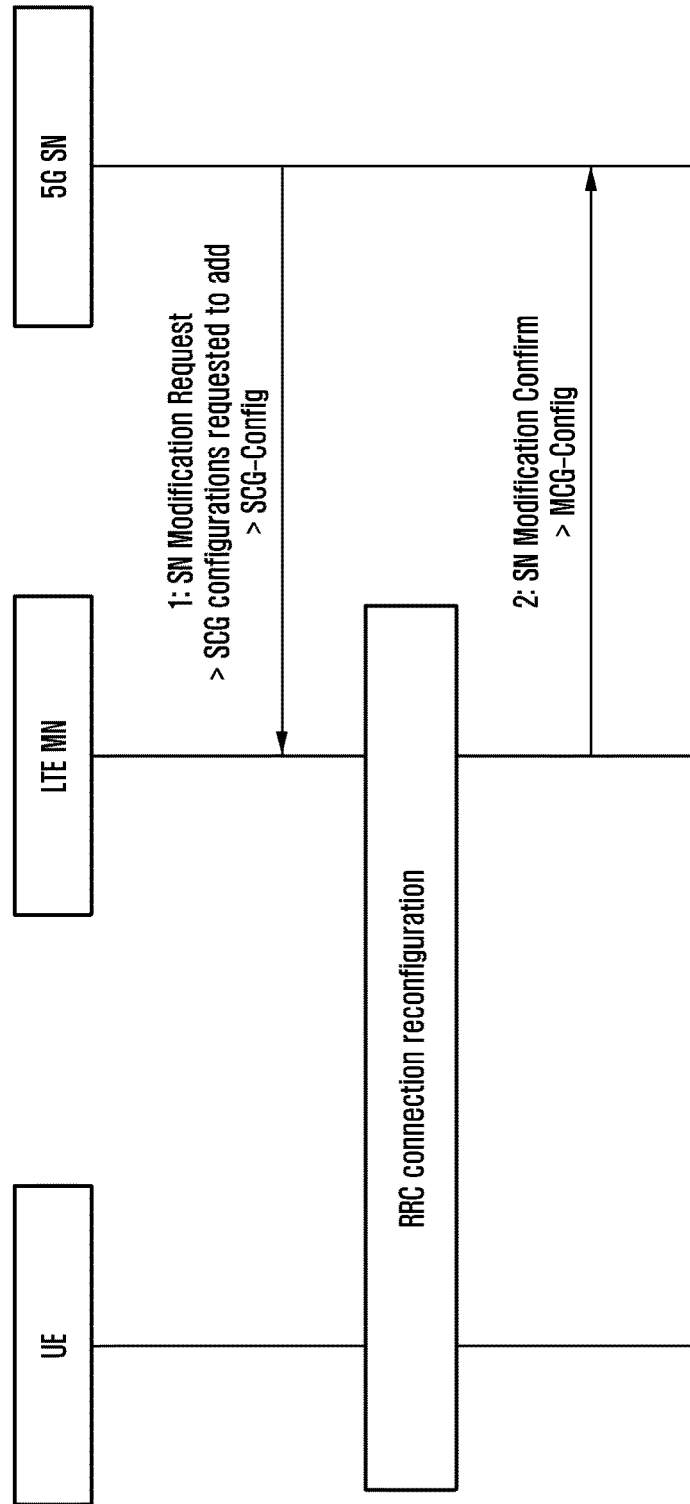 UE
LTE MN
5G SN
1: SN Modification Request
> SCG configurations requested to add
> SCG-Config
RRC connection reconfiguration
2: SN Modification Confirm
> MCG-Config